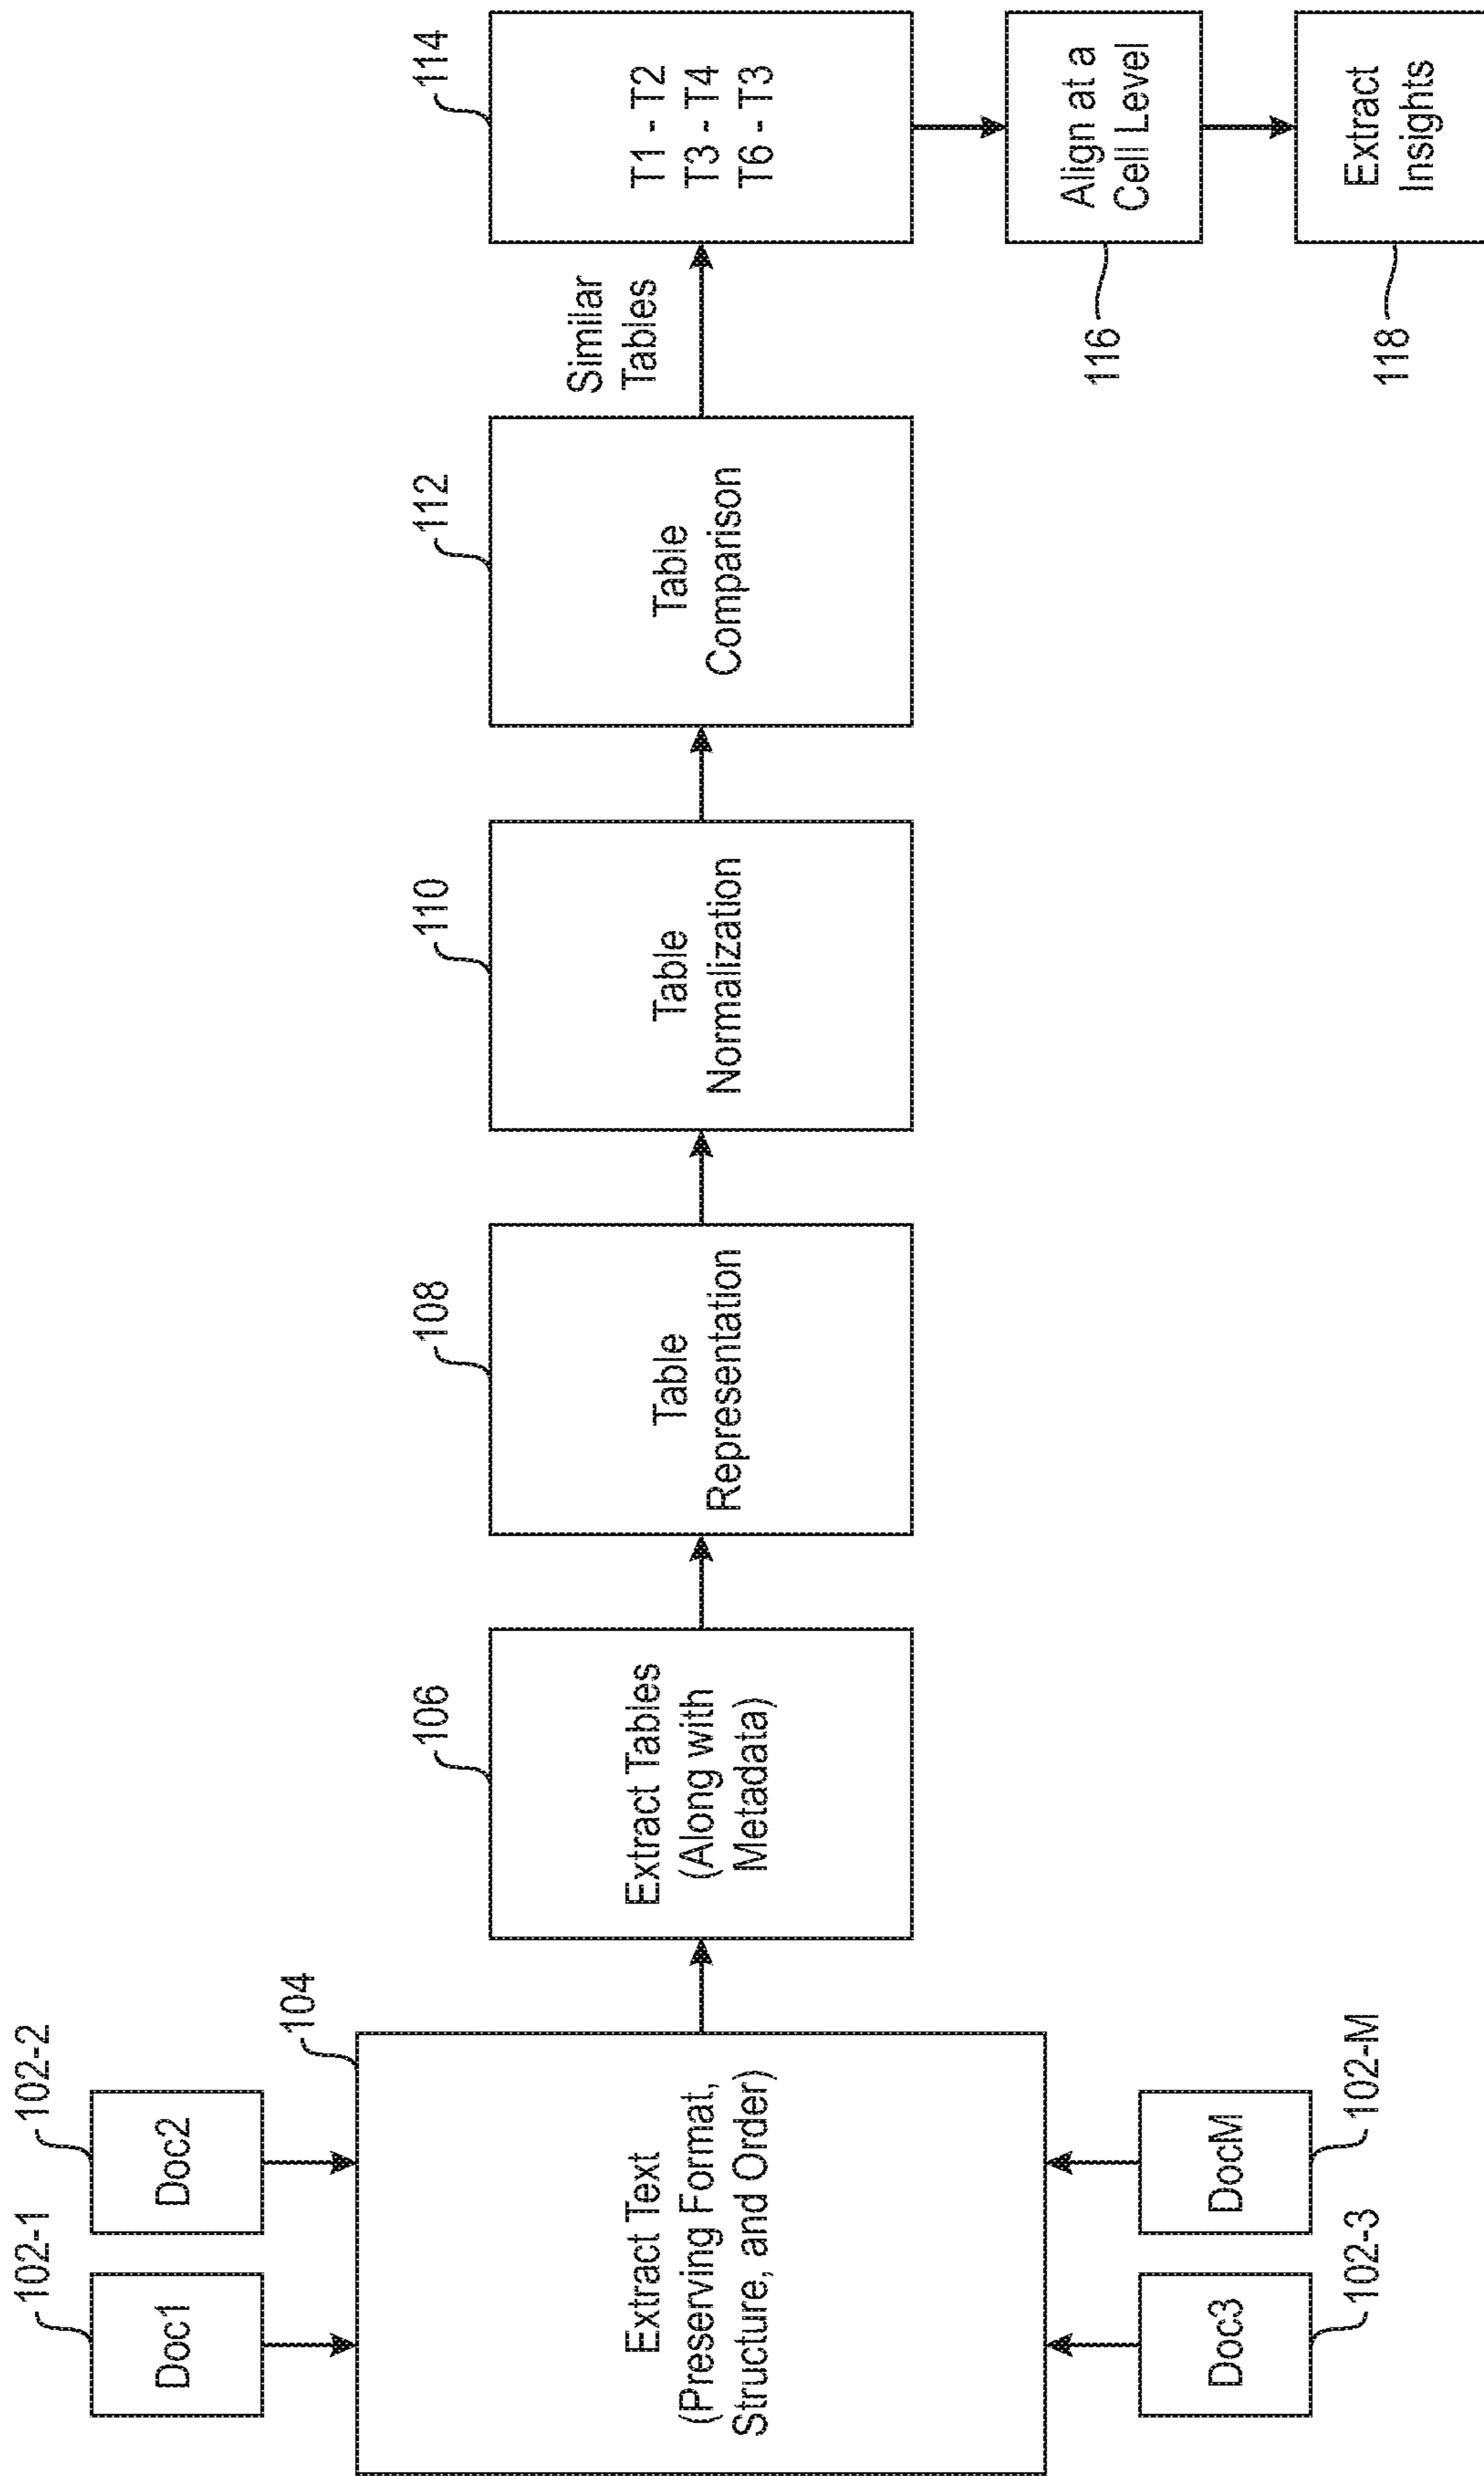 102-1
102-2
Doc1
Doc2
104
Extract Text
(Preserving Format,
Structure, and Order)
Doc3
DocM
102-3
102-M
106
Extract Tables
(Along with
Metadata)
108
Table
Representation
110
Table
Normalization
112
Table
Comparison
Similar
Tables
114
T1 - T2
T3 - T4
T6 - T3
Align at a
Cell Level
116
Extract
Insights
118